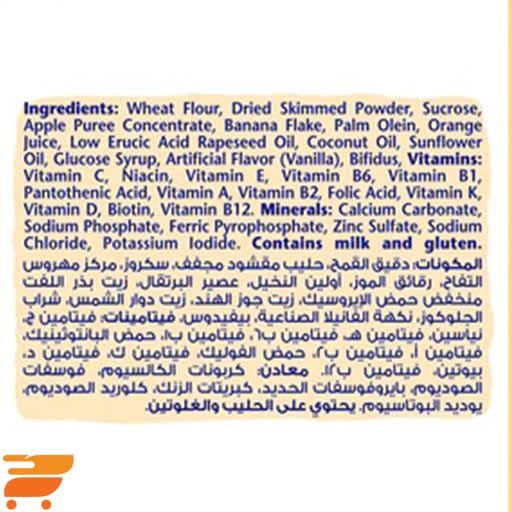 Ingredients: Wheat Flour, Dried Skimmed Powder, Sucrose,
Apple Puree Concentrate, Banana Flake, Palm Olein, Orange
Juice, Low Erucic Acid Rapeseed Oil, Coconut Oil, Sunflower
Oil, Glucose Syrup, Artificial Flavor (Vanilla), Bifidus, Vitamins:
Vitamin C, Niacin, Vitamin E, Vitamin B6, Vitamin B1,
Pantothenic Acid, Vitamin A, Vitamin B2, Folic Acid, Vitamin K,
Vitamin D, Biotin, Vitamin B12. Minerals: Calcium Carbonate,
Sodium Phosphate, Ferric Pyrophosphate, Zinc Sulfate, Sodium
Chloride, Potassium Iodide. Contains milk and gluten.
المكونات: دقيق القمح، حليب مقشود مجفف، سكروز، مركز مهروس
التفاح، رقائق الموز، أولين النخيل، عصير البرتقال، زيت بذر اللفت
منخفض حمض الإيروسيك، زيت جوز الهند، زيت دوار الشمس، شراب
الجلوكوز، نكهة الفانيلا الصناعية، بيفيدوس، فيتامينات: فيتامين ج،
نياسين، فيتامين هـ، فيتامين ب٦، فيتامين ب١، حمض البانتوثينيك،
فيتامين أ، فيتامين ب٢، حمض الفوليك، فيتامين ك، فيتامين د،
بيوتين، فيتامين ب١٢. معادن: كربونات الكالسيوم، فوسفات
الصوديوم، بايروفوسفات الحديد، كبريتات الزنك، كلوريد الصوديوم،
يوديد البوتاسيوم. يحتوي على الحليب والغلوتين.